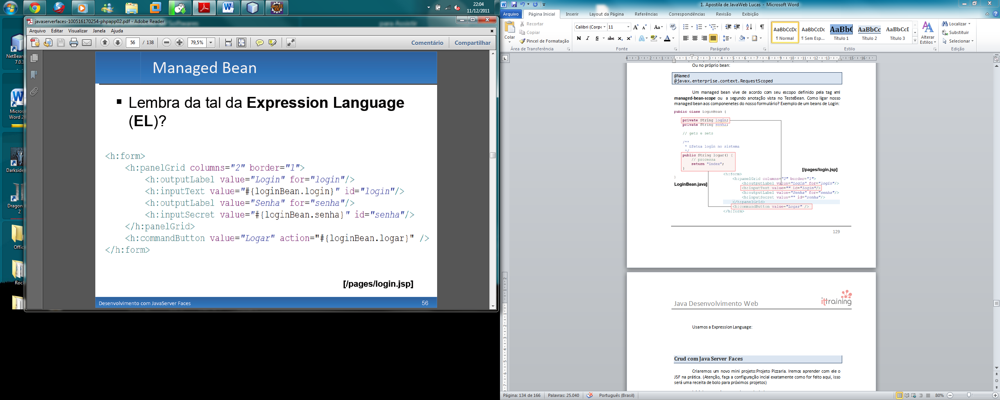 22:04
11/12/2011
javaserverfaces-100516170254-phpapp02.pdf - Adobe Reader
Arquivo Editar Visualizar Janela Ajuda
56 / 138 79,5% Comentário Compartilhar
NetBean
7.0.1
Micros
Word 2
Darkside
Dragon
2
Offic
Rocl
Managed Bean
▪ Lembra da tal da Expression Language
(EL)?
<h:form>
<h:panelGrid columns="2" border="1">
<h:outputLabel value="Login" for="login"/>
<h:inputText value="#{loginBean.login}" id="login"/>
<h:outputLabel value="Senha" for="senha"/>
<h:inputSecret value="#{loginBean.senha}" id="senha"/>
</h:panelGrid>
<h:commandButton value="Logar" action="#{loginBean.logar}" />
</h:form>
[/pages/login.jsp]
Desenvolvimento com JavaServer Faces 56
1. Apostila de JavaWeb Lucas - Microsoft Word
Arquivo Página Inicial Inserir Layout da Página Referências Correspondências Revisão Exibição
Colar
Recortar
Copiar
Pincel de Formatação
Área de Transferência
Calibri (Corpo 11
Fonte
Parágrafo
AaBbCcDc AaBbCcDc AaBbC AaBbCc AaBbCcI
¶ Normal ¶ Sem Esp... Título 1 Título 2 Título 3
Alterar
Estilos
Estilo
Localizar
Substituir
Selecionar
Edição
Ou no próprio bean:
@Named
@javax.enterprise.context.RequestScoped
Um managed bean vive de acordo com seu escopo definido pela tag xml
managed-bean-scope ou a segundo anotação vista no TesteBean. Como ligar nosso
managed bean aos componenetes do nosso formulário? Exemplo de um beans de Login:
public class LoginBean {
private String login;
private String senha;
// gets e sets
/**
* Efetua login no sistema
*/
public String logar() {
// processa
return "index";
}
}
LoginBean.java]
[/pages/login.jsp]
<h:form>
<h:panelGrid columns="2" border="1">
<h:outputLabel value="Login" for="login"/>
<h:inputText value="" id="login"/>
<h:outputLabel value="Senha" for="senha"/>
<h:inputSecret value="" id="senha"/>
</h:panelGrid>
<h:commandButton value="Logar" />
</h:form>
129
Java Desenvolvimento Web
ittraining
Usamos a Expression Language:
Crud com Java Server Faces
Criaremos um novo mini projeto:Projeto Pizzaria. Iremos aprender com ele o
JSF na prática. (Atenção, faça a configuração incial exatamente como for feito aqui, isso
será uma receita de bolo para próximos projetos)
Página: 134 de 166 Palavras: 25.040 Português (Brasil) 80%